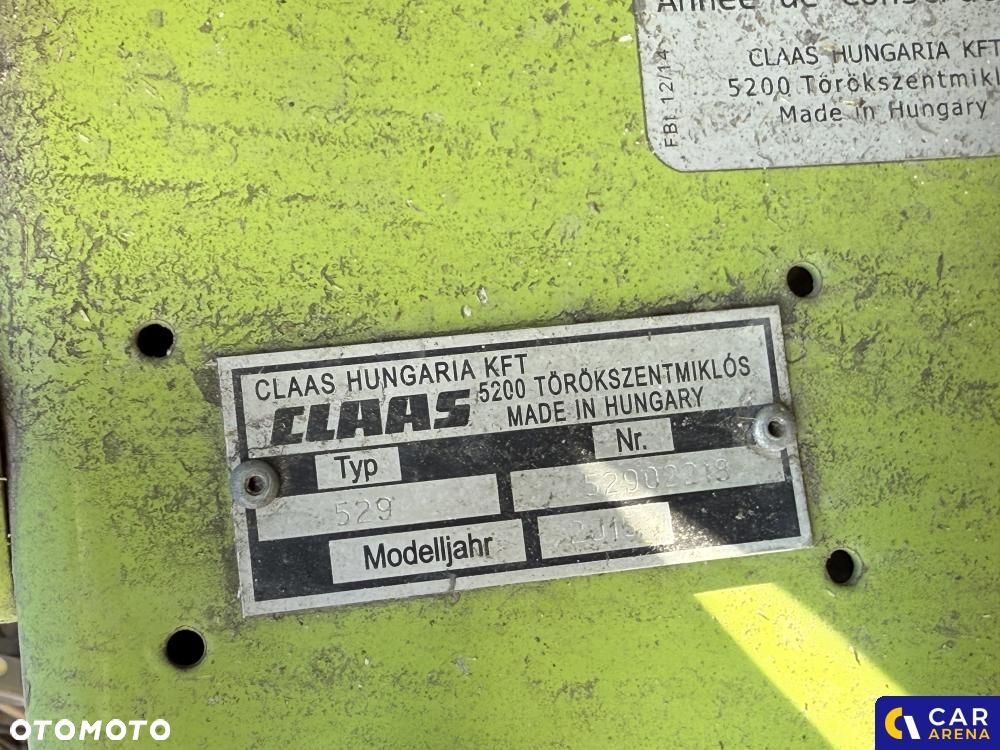 CLAAS HUNGARIA KFT
5200 Törökszentmikl
Made in Hungary
FBI 12/14
CLAAS HUNGARIA KFT
5200 TÖRÖKSZENTMIKLÓS
CLAAS
MADE IN HUNGARY
Typ
Nr.
529
Modelljahr
OTOMOTO
CAR
ARENA